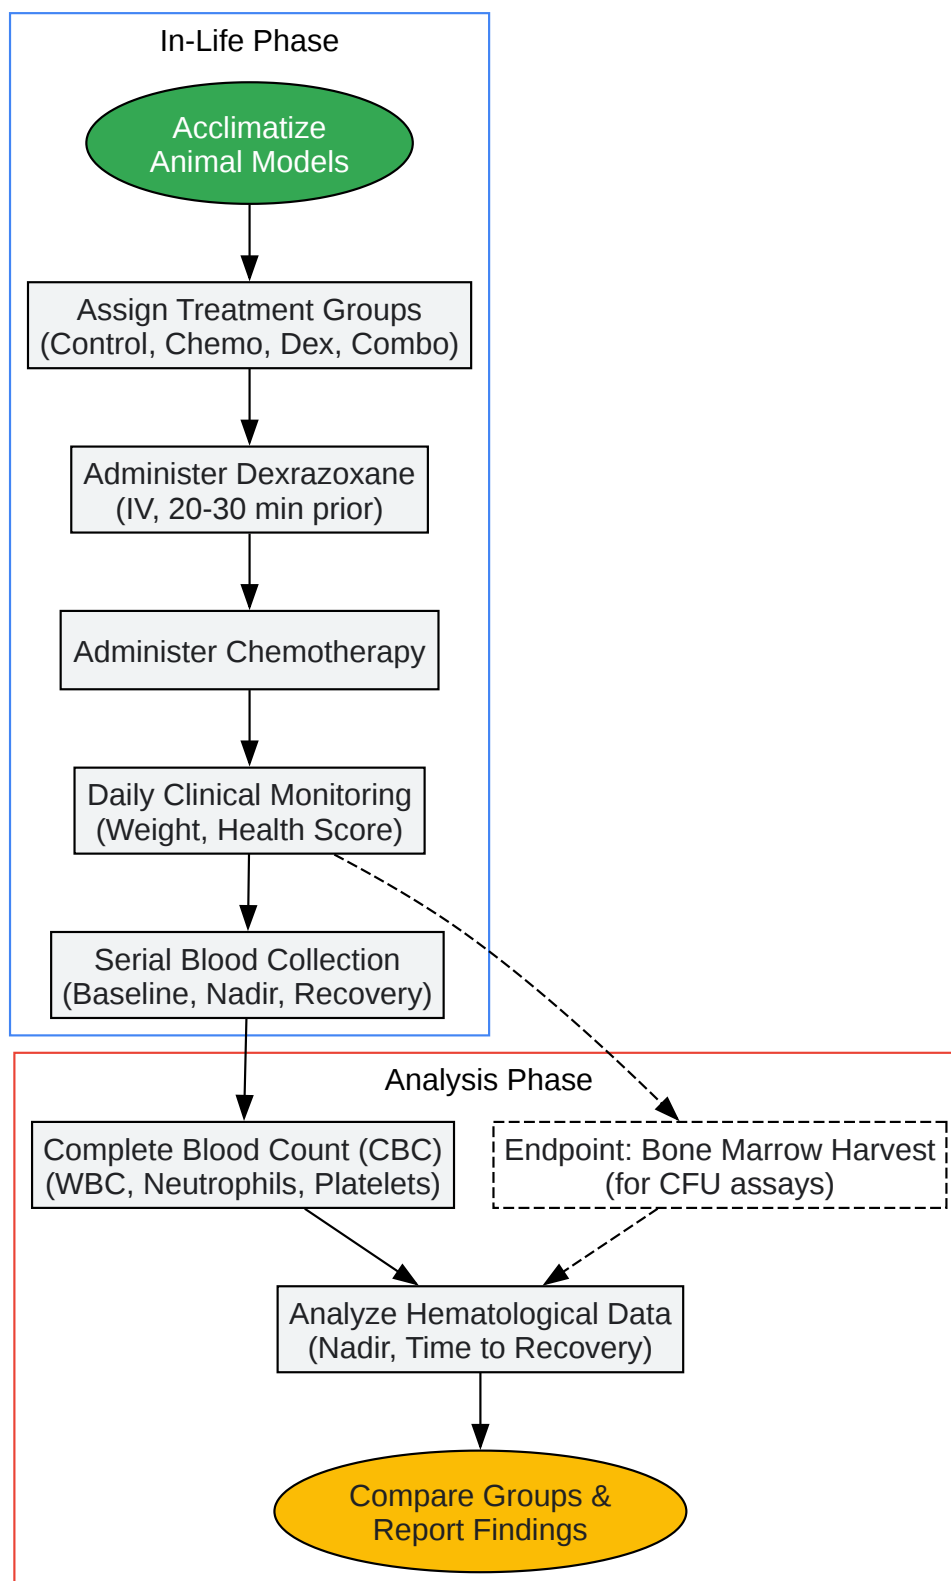 In-Life Phase
Acclimatize
Animal Models
Assign Treatment Groups
(Control, Chemo, Dex, Combo)
Administer Dexrazoxane
(IV, 20-30 min prior)
Administer Chemotherapy
Daily Clinical Monitoring
(Weight, Health Score)
Serial Blood Collection
(Baseline, Nadir, Recovery)
Analysis Phase
Complete Blood Count (CBC)
(WBC, Neutrophils, Platelets)
Endpoint: Bone Marrow Harvest
(for CFU assays)
Analyze Hematological Data
(Nadir, Time to Recovery)
Compare Groups &
Report Findings